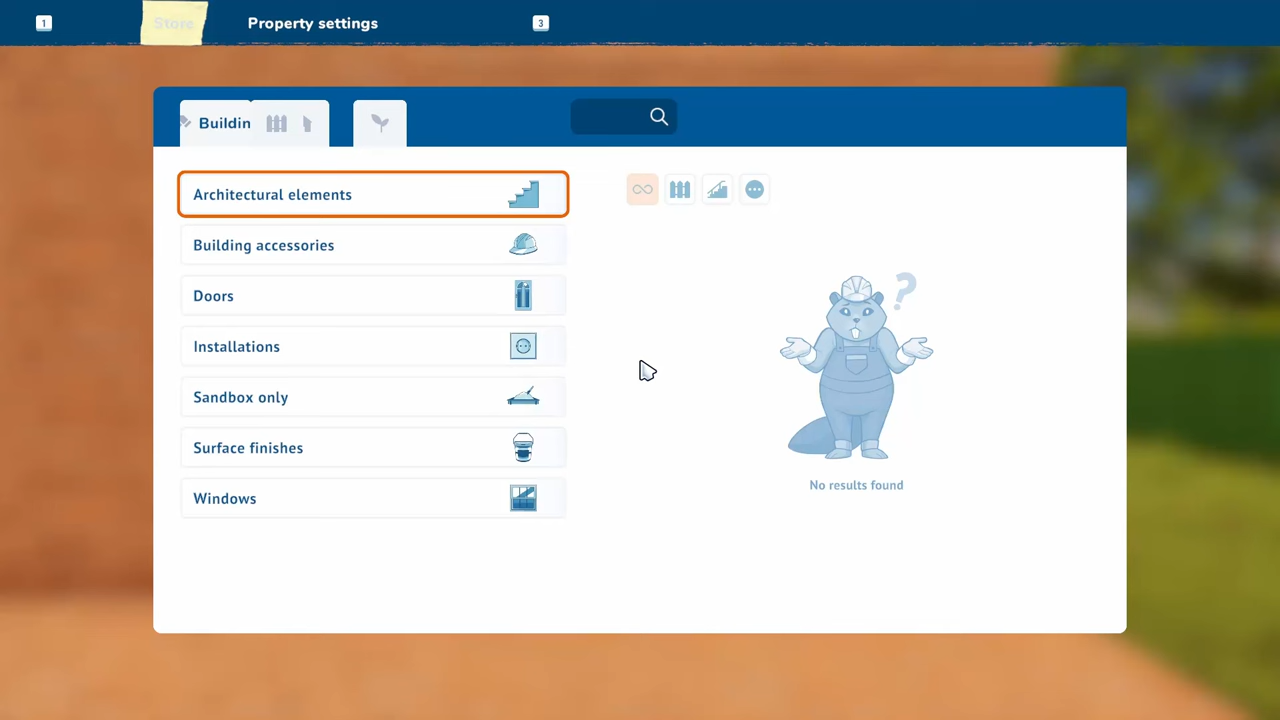 1
Store
Property settings
3
Buildin
Architectural elements
Building accessories
Doors
Installations
Sandbox only
Surface finishes
Windows
?
No results found